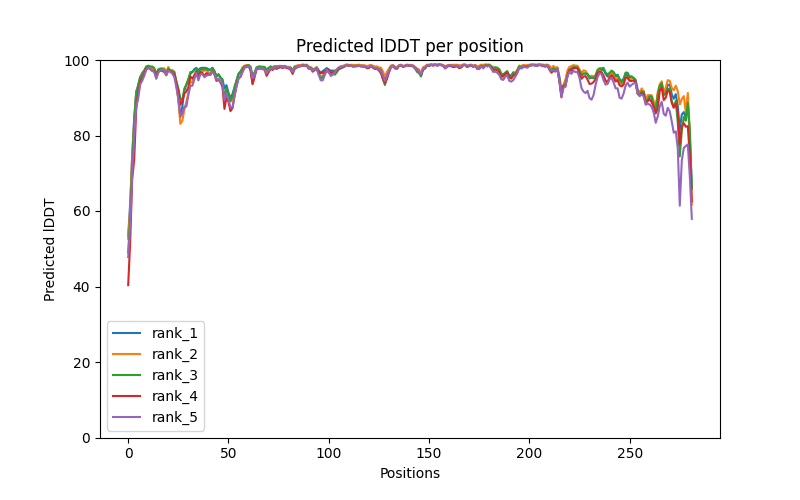 Predicted lDDT per position
Predicted lDDT
100
80
60
40
20
0
rank_1
rank_2
rank_3
rank_4
rank_5
0 50 100 150 200 250
Positions